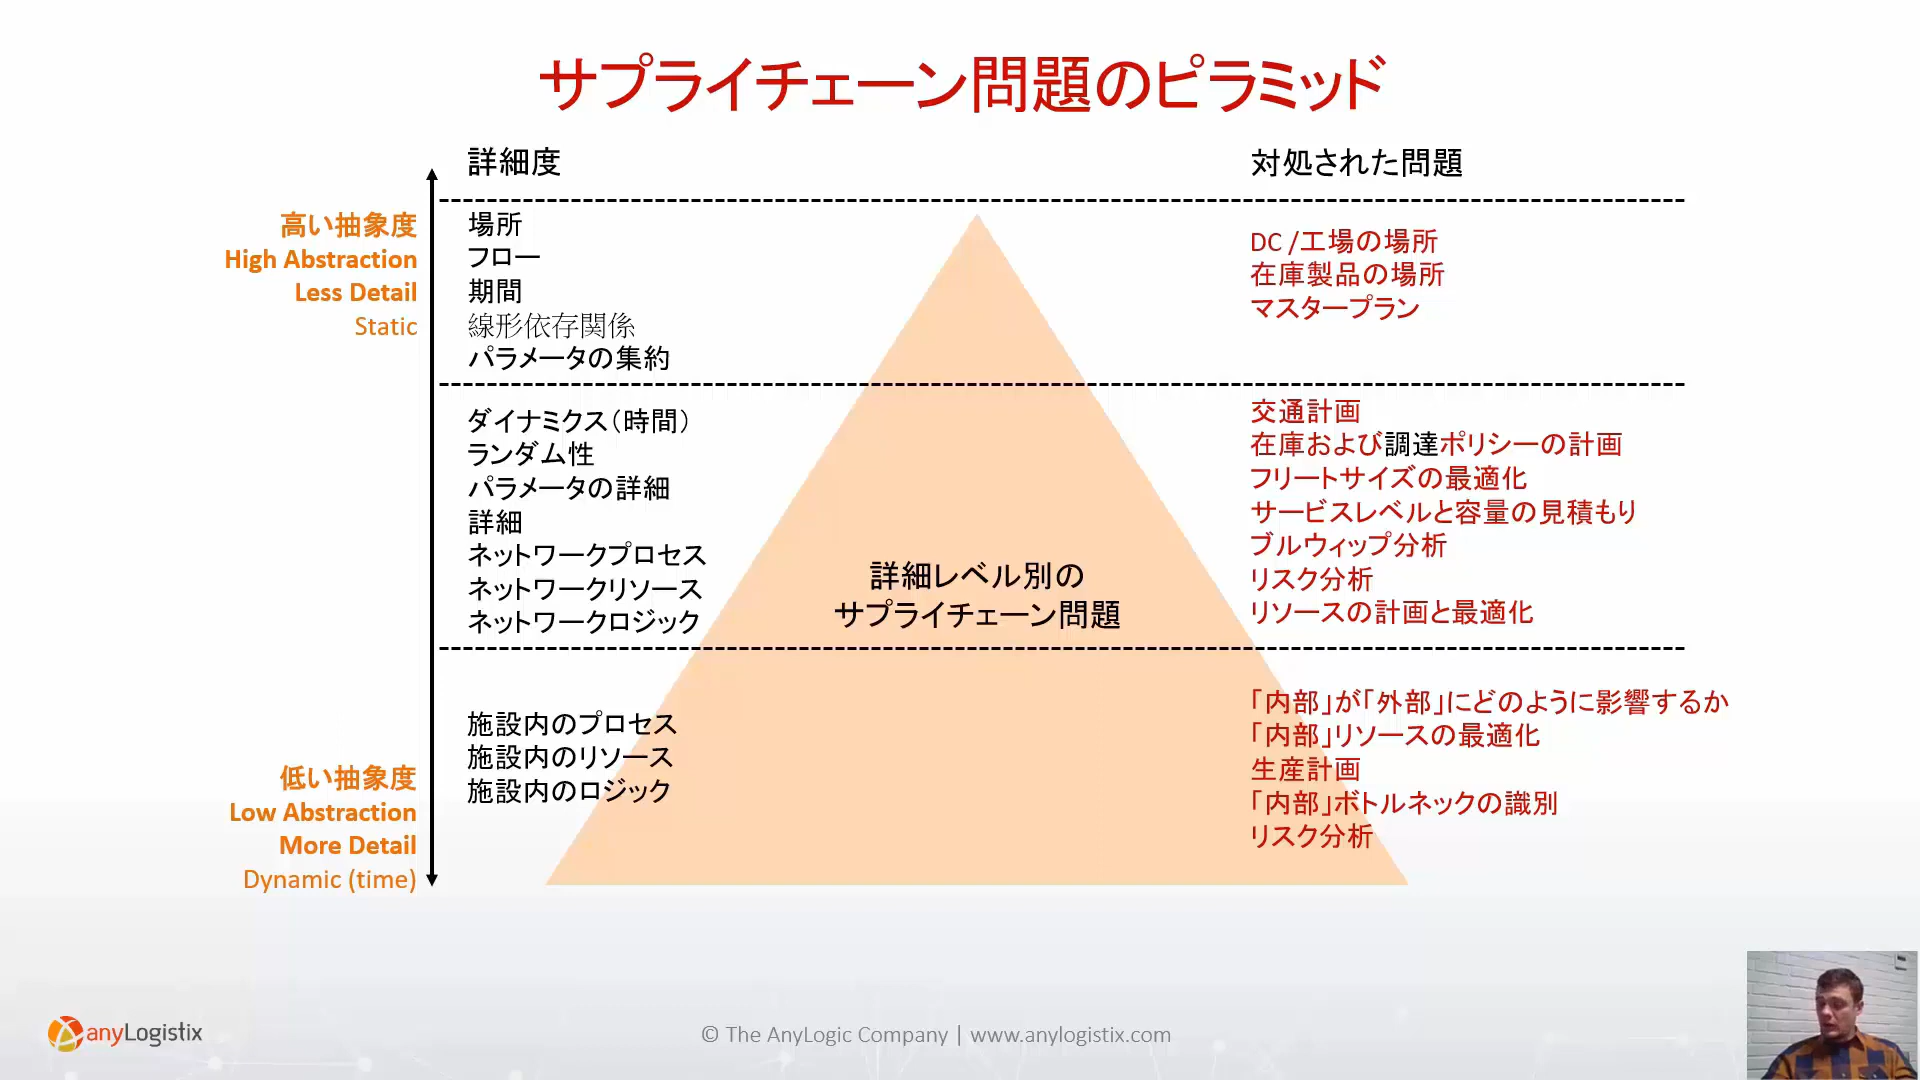 サプライチェーン問題のピラミッド
詳細度
対処された問題
高い抽象度
High Abstraction
Less Detail
Static
場所
フロー
期間
線形依存関係
パラメータの集約
DC /工場の場所
在庫製品の場所
マスタープラン
ダイナミクス(時間)
ランダム性
パラメータの詳細
詳細
ネットワークプロセス
ネットワークリソース
ネットワークロジック
詳細レベル別の
サプライチェーン問題
交通計画
在庫および調達ポリシーの計画
フリートサイズの最適化
サービスレベルと容量の見積もり
ブルウィップ分析
リスク分析
リソースの計画と最適化
低い抽象度
Low Abstraction
More Detail
Dynamic (time)
施設内のプロセス
施設内のリソース
施設内のロジック
「内部」が「外部」にどのように影響するか
「内部」リソースの最適化
生産計画
「内部」ボトルネックの識別
リスク分析
anyLogistix
© The AnyLogic Company | www.anylogistix.com